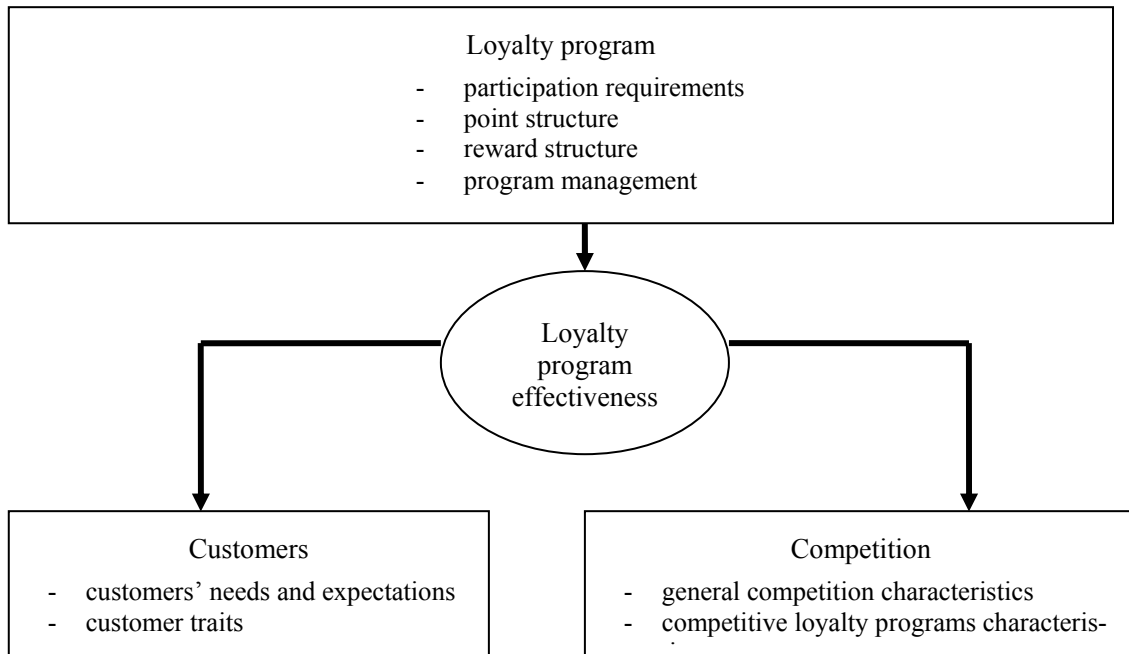 Loyalty program
- participation requirements
- point structure
- reward structure
- program management
Loyalty
program
effectiveness
Customers
- customers' needs and expectations
- customer traits
Competition
- general competition characteristics
- competitive loyalty programs characteris-